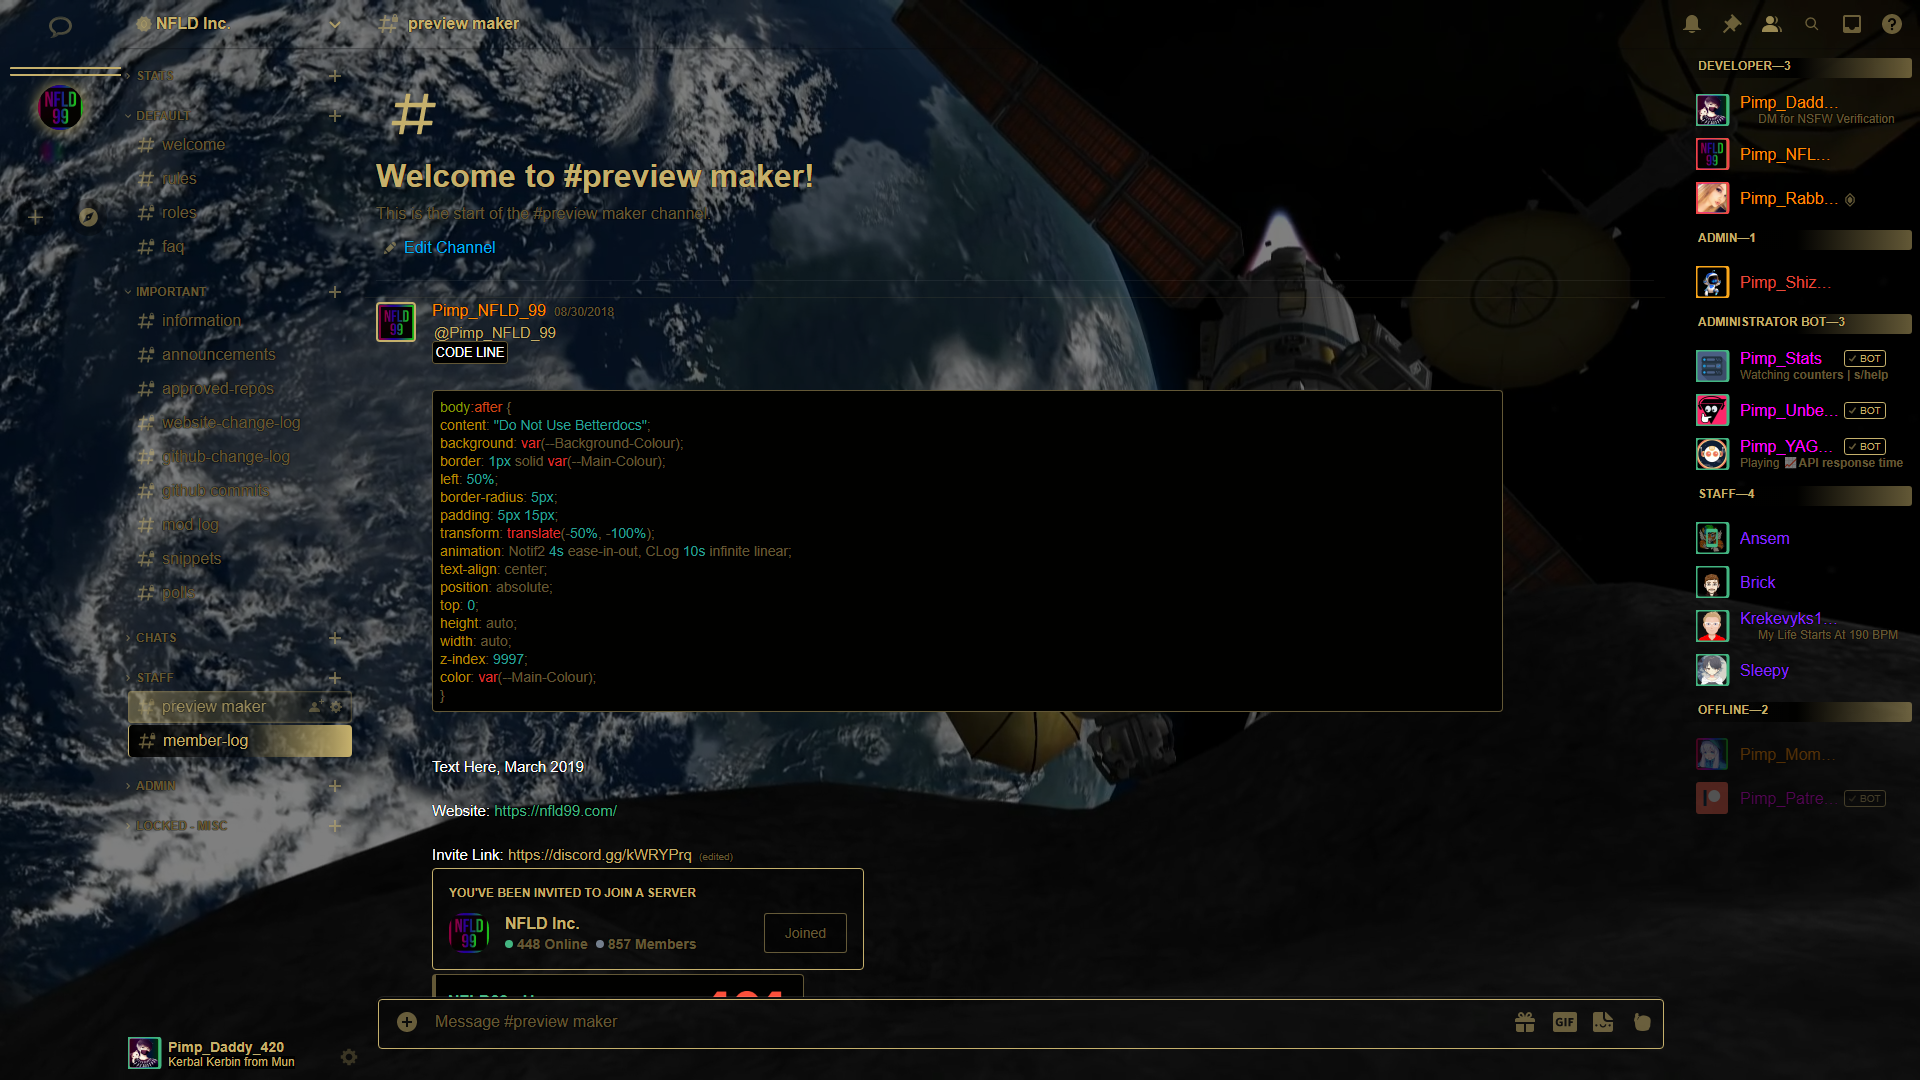 NFLD Inc.
preview maker
STATS
DEFAULT
welcome
rules
roles
faq
IMPORTANT
information
announcements
approved-repos
website-change-log
github-change-log
github-commits
mod-log
snippets
polls
CHATS
STAFF
preview maker
member-log
ADMIN
LOCKED - MISC
Pimp_Daddy_420
Kerbal Kerbin from Mun
NFLD
99
#
Welcome to #preview maker!
This is the start of the #preview maker channel.
Edit Channel
Pimp_NFLD_99 08/30/2018
@Pimp_NFLD_99
CODE LINE
body:after {
content: "Do Not Use Betterdocs";
background: var(--Background-Colour);
border: 1px solid var(--Main-Colour);
left: 50%;
border-radius: 5px;
padding: 5px 15px;
transform: translate(-50%, -100%);
animation: Notif2 4s ease-in-out, CLog 10s infinite linear;
text-align: center;
position: absolute;
top: 0;
height: auto;
width: auto;
z-index: 9997;
color: var(--Main-Colour);
}
Text Here, March 2019
Website: https://nfld99.com/
Invite Link: https://discord.gg/kWRYPrq (edited)
YOU'VE BEEN INVITED TO JOIN A SERVER
NFLD Inc.
448 Online 857 Members
Joined
Message #preview maker
GIF
DEVELOPER—3
Pimp_Dadd...
DM for NSFW Verification
Pimp_NFL...
Pimp_Rabb...
ADMIN—1
Pimp_Shiz...
ADMINISTRATOR BOT—3
Pimp_Stats BOT
Watching counters | s/help
Pimp_Unbe... BOT
Pimp_YAG... BOT
Playing API response time
STAFF—4
Ansem
Brick
Krekevyks1...
My Life Starts At 190 BPM
Sleepy
OFFLINE—2
Pimp_Mom...
Pimp_Patre... BOT